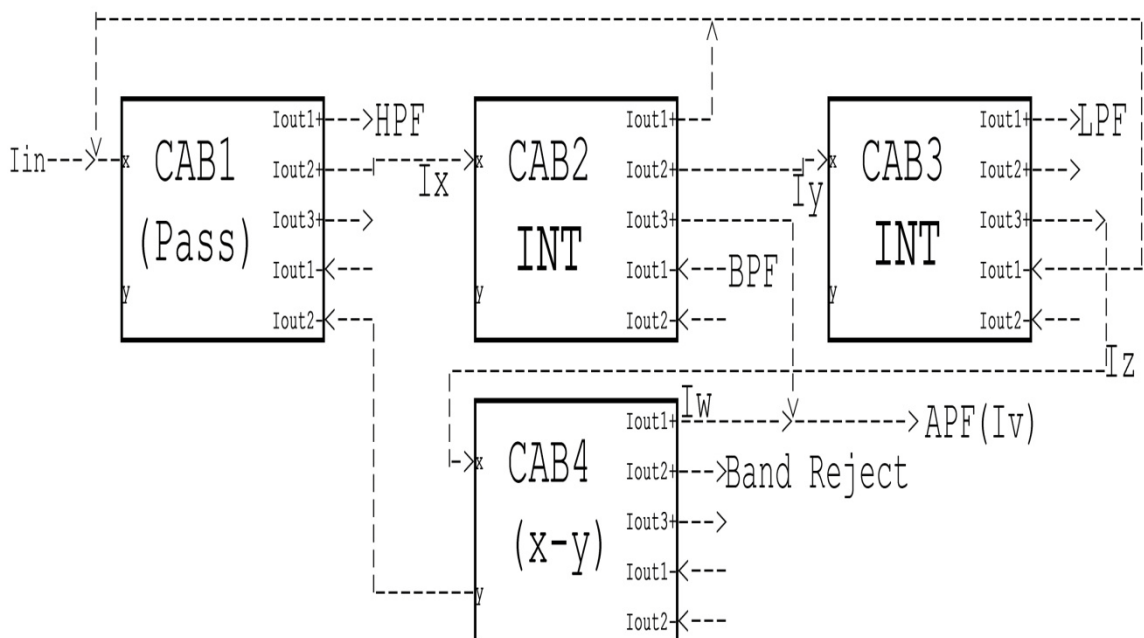 Iin
x
CAB1
(Pass)
y
Iout1+
Iout2+
Iout3+
Iout1-
Iout2-
HPF
Ix
x
CAB2
INT
y
Iout1+
Iout2+
Iout3+
Iout1-
Iout2-
BPF
Iy
x
CAB3
INT
y
Iout1+
Iout2+
Iout3+
Iout1-
Iout2-
LPF
Iz
x
CAB4
(x-y)
y
Iout1+
Iout2+
Iout3+
Iout1-
Iout2-
Iw
APF(Iv)
Band Reject